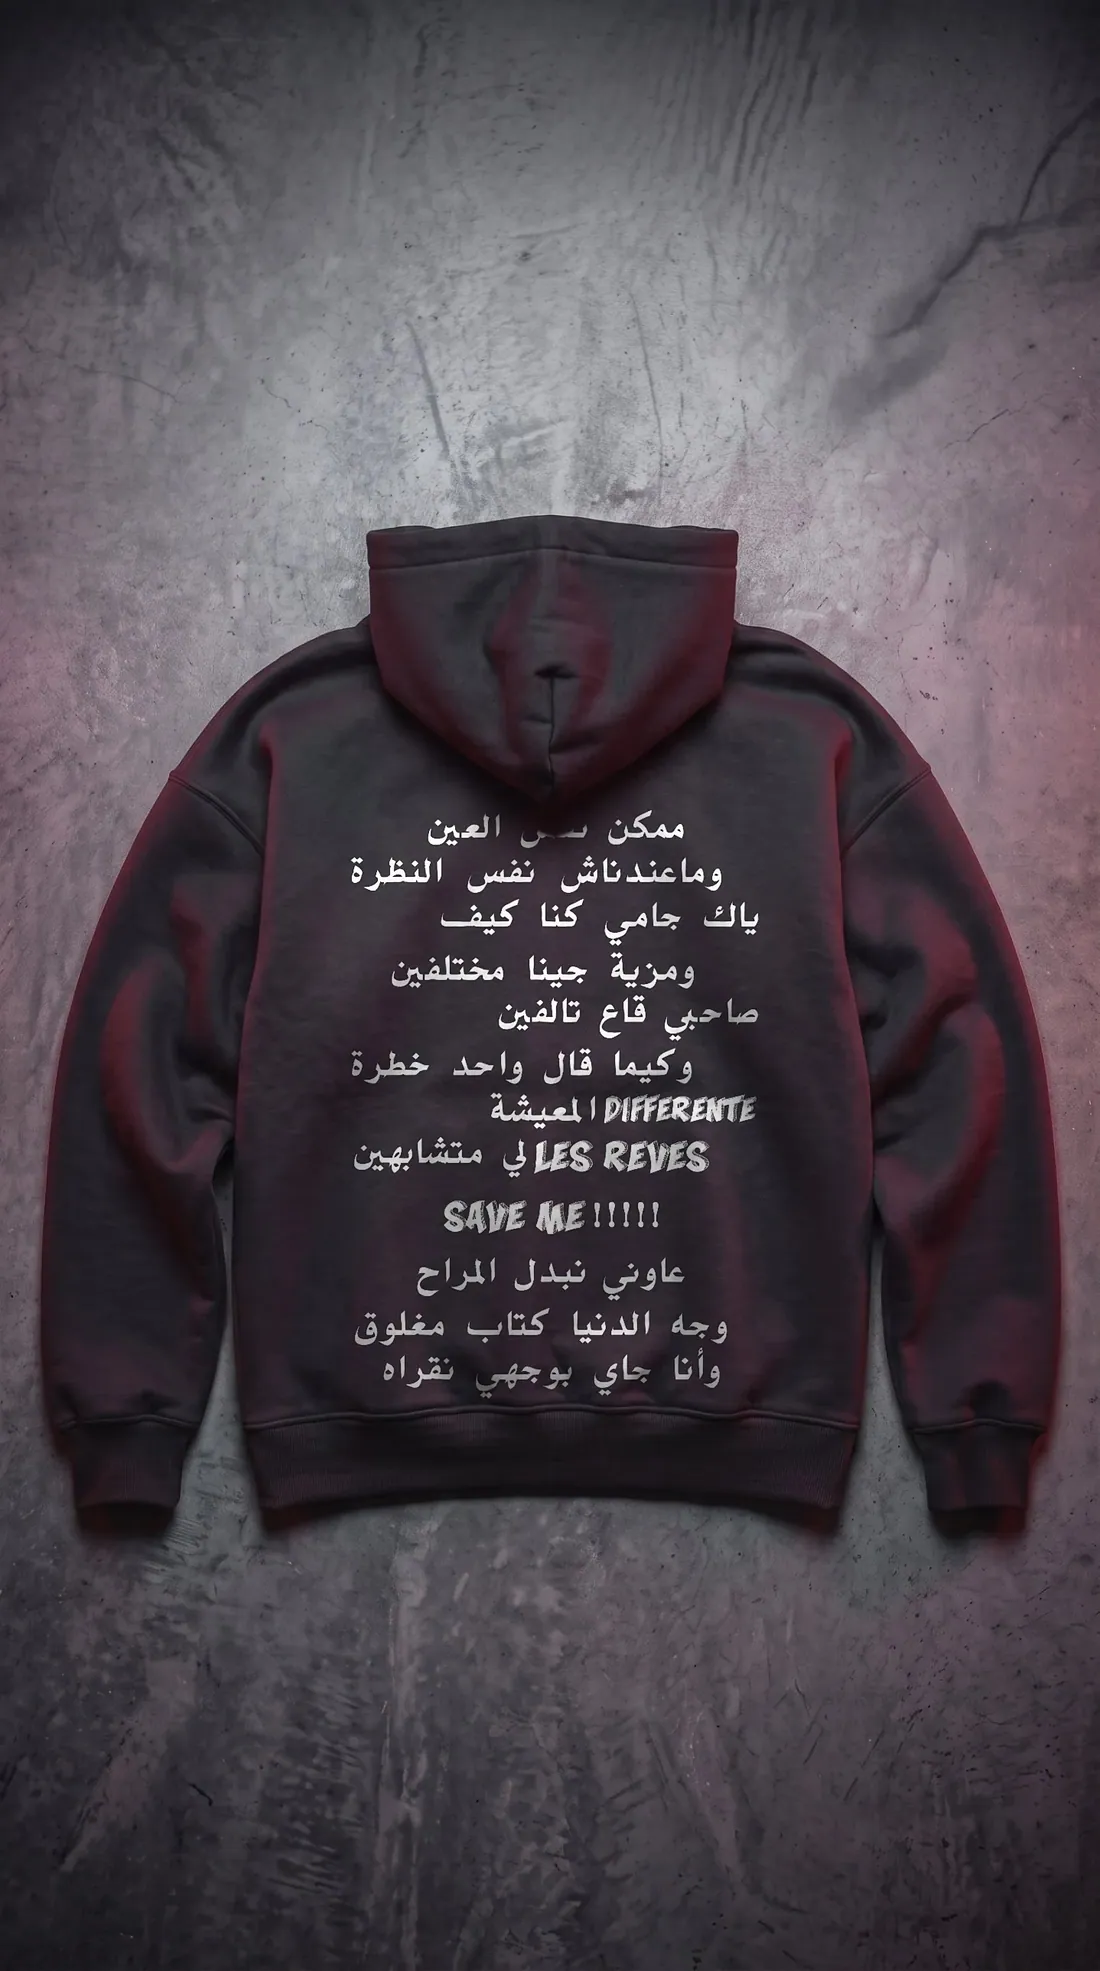 ممكن نفس العين
وماعندناش نفس النظرة
ياك جامي كنا كيف
ومزية جينا مختلفين
صاحبي قاع تالفين
وكيما قال واحد خطرة
المعيشة DIFFERENTE
LES REVES لي متشابهين
SAVE ME !!!!!
عاوني نبدل المراح
وجه الدنيا كتاب مغلوق
وأنا جاي بوجهي نقراه